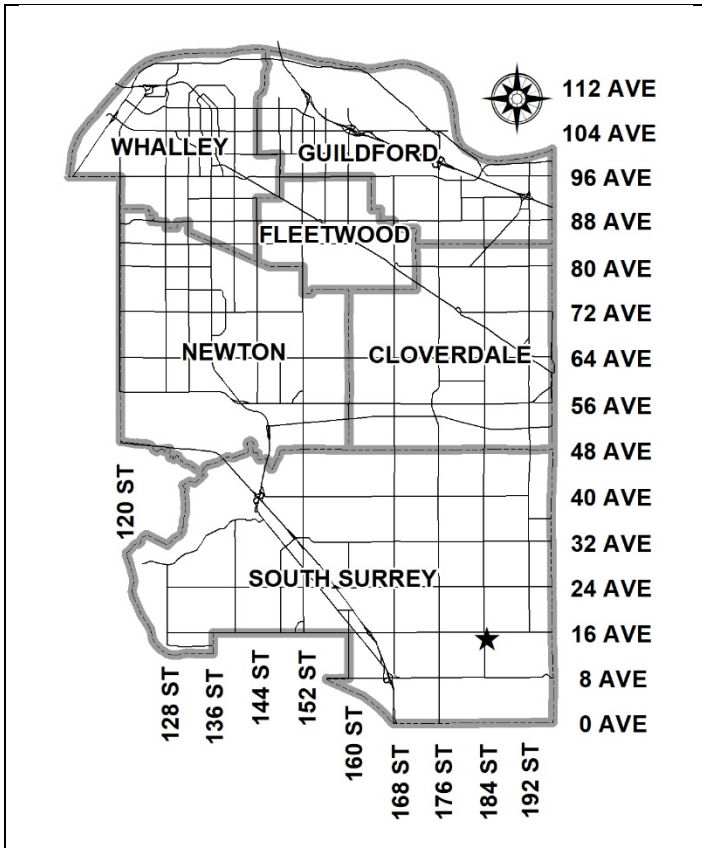 112 AVE
104 AVE
WHALLEY
GUILDFORD
96 AVE
88 AVE
FLEETWOOD
80 AVE
72 AVE
NEWTON
CLOVERDALE
64 AVE
56 AVE
48 AVE
120 ST
40 AVE
32 AVE
SOUTH SURREY
24 AVE
16 AVE
8 AVE
0 AVE
128 ST
136 ST
144 ST
152 ST
160 ST
168 ST
176 ST
184 ST
192 ST